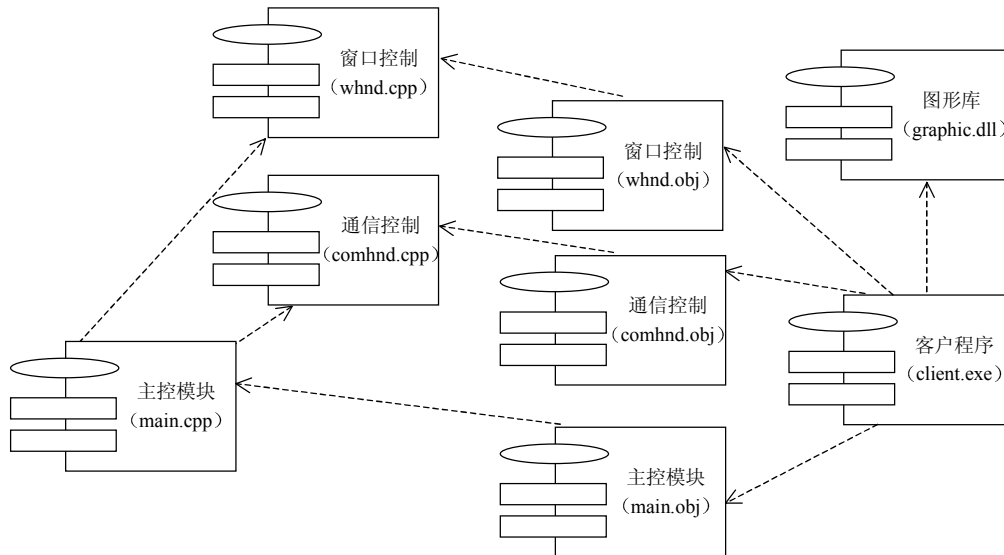 窗口控制
（whnd.cpp）
图形库
（graphic.dll）
窗口控制
（whnd.obj）
通信控制
（comhnd.cpp）
通信控制
（comhnd.obj）
客户程序
（client.exe）
主控模块
（main.cpp）
主控模块
（main.obj）